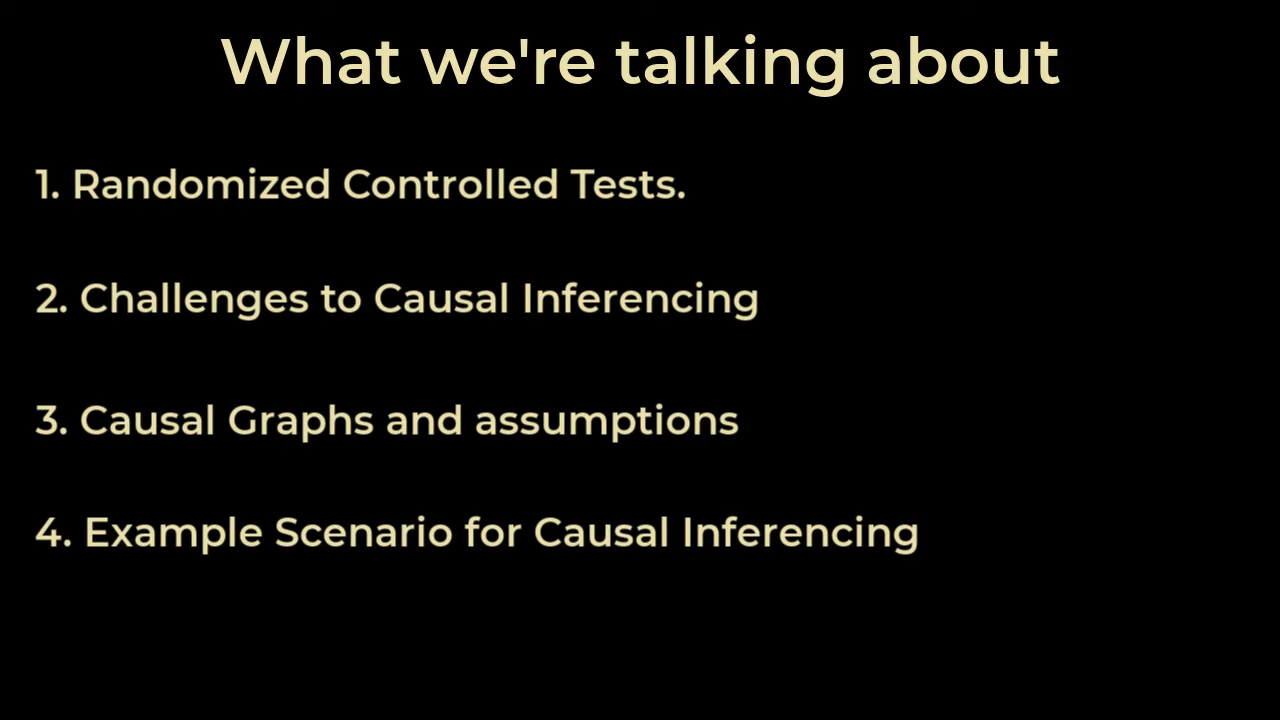 What we're talking about
1. Randomized Controlled Tests.
2. Challenges to Causal Inferencing
3. Causal Graphs and assumptions
4. Example Scenario for Causal Inferencing